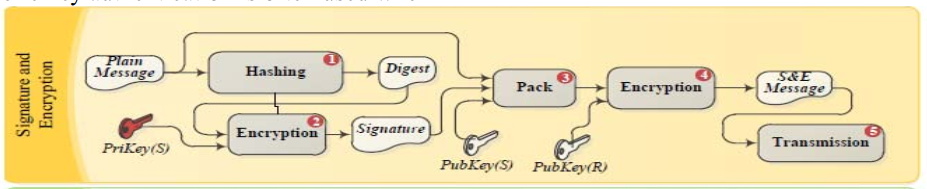 Signature and
Encryption
Plain
Message
Hashing
1
Digest
Encryption
2
Signature
PriKey(S)
Pack
3
PubKey(S)
PubKey(R)
Encryption
4
S&E
Message
Transmission
5